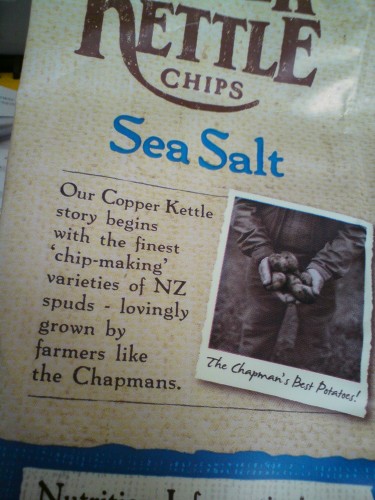 KETTLE
CHIPS
Sea Salt
Our Copper Kettle
story begins
with the finest
'chip-making'
varieties of NZ
spuds - lovingly
grown by
farmers like
the Chapmans.
The Chapman's Best Potatoes!